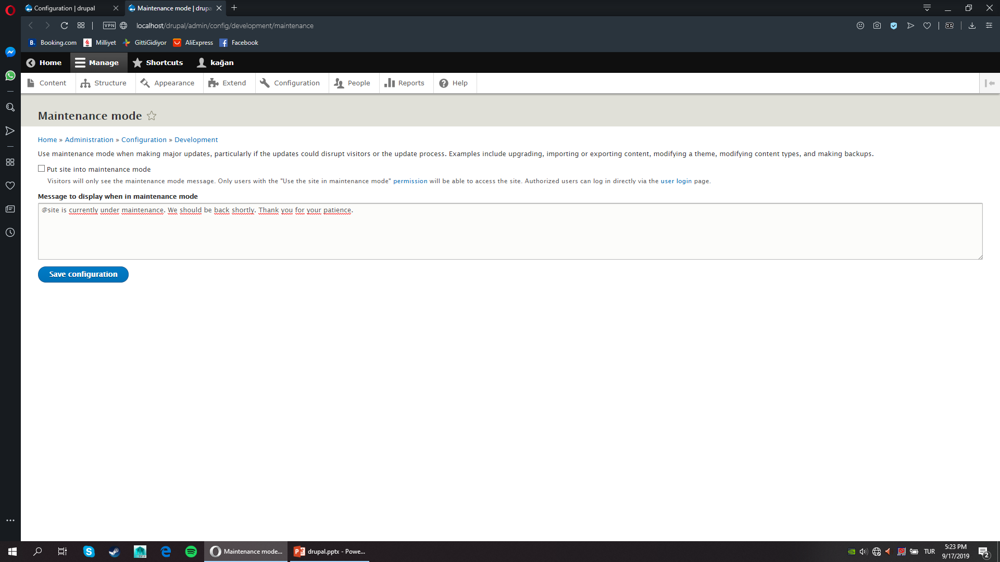 Configuration | drupal
Maintenance mode | drupa
VPN
localhost/drupal/admin/config/development/maintenance
B. Booking.com
Milliyet
GittiGidiyor
AliExpress
Facebook
Home
Manage
Shortcuts
kağan
Content
Structure
Appearance
Extend
Configuration
People
Reports
Help
Maintenance mode
Home » Administration » Configuration » Development
Use maintenance mode when making major updates, particularly if the updates could disrupt visitors or the update process. Examples include upgrading, importing or exporting content, modifying a theme, modifying content types, and making backups.
Put site into maintenance mode
Visitors will only see the maintenance mode message. Only users with the "Use the site in maintenance mode" permission will be able to access the site. Authorized users can log in directly via the user login page.
Message to display when in maintenance mode
@site is currently under maintenance. We should be back shortly. Thank you for your patience.
Save configuration
Maintenance mode...
drupal.pptx - Powe...
TUR
5:23 PM
9/17/2019
2